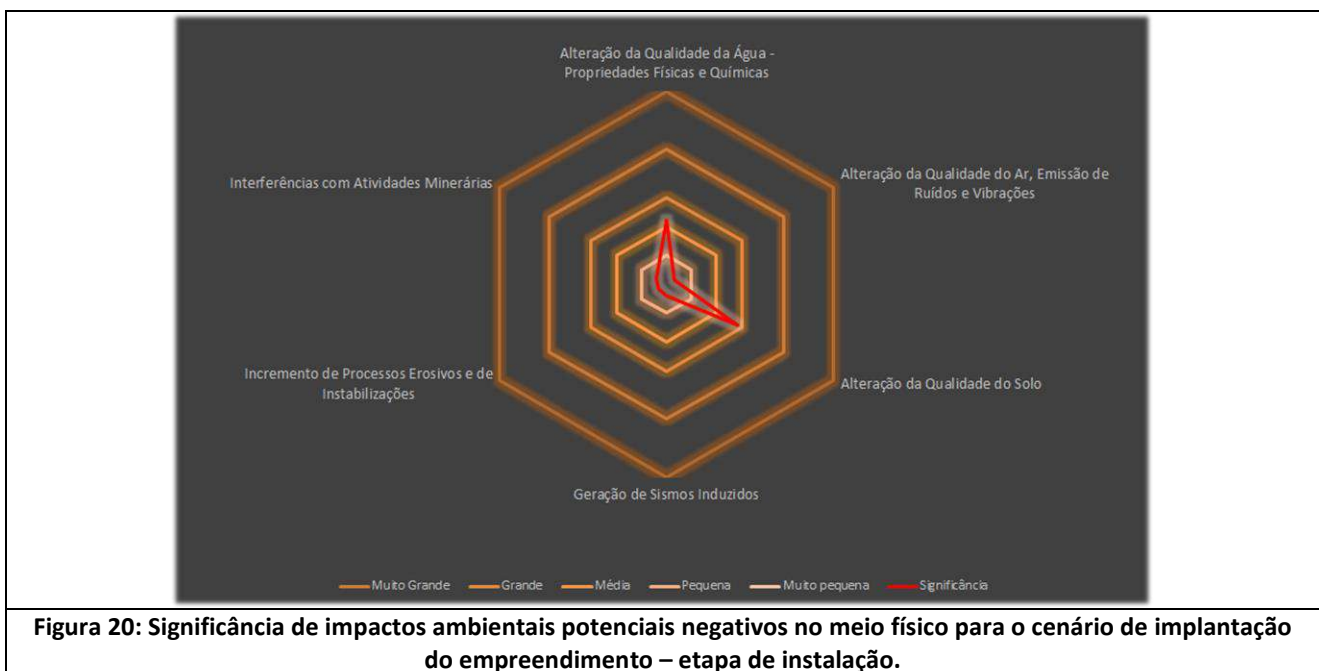 Alteração da Qualidade da Água -
Propriedades Físicas e Químicas
Interferências com Atividades Minerárias
Alteração da Qualidade do Ar, Emissão de
Ruídos e Vibrações
Incremento de Processos Erosivos e de
Instabilizações
Alteração da Qualidade do Solo
Geração de Sismos Induzidos
Muito Grande Grande Média Pequena Muito pequena Significância
Figura 20: Significância de impactos ambientais potenciais negativos no meio físico para o cenário de implantação
do empreendimento – etapa de instalação.